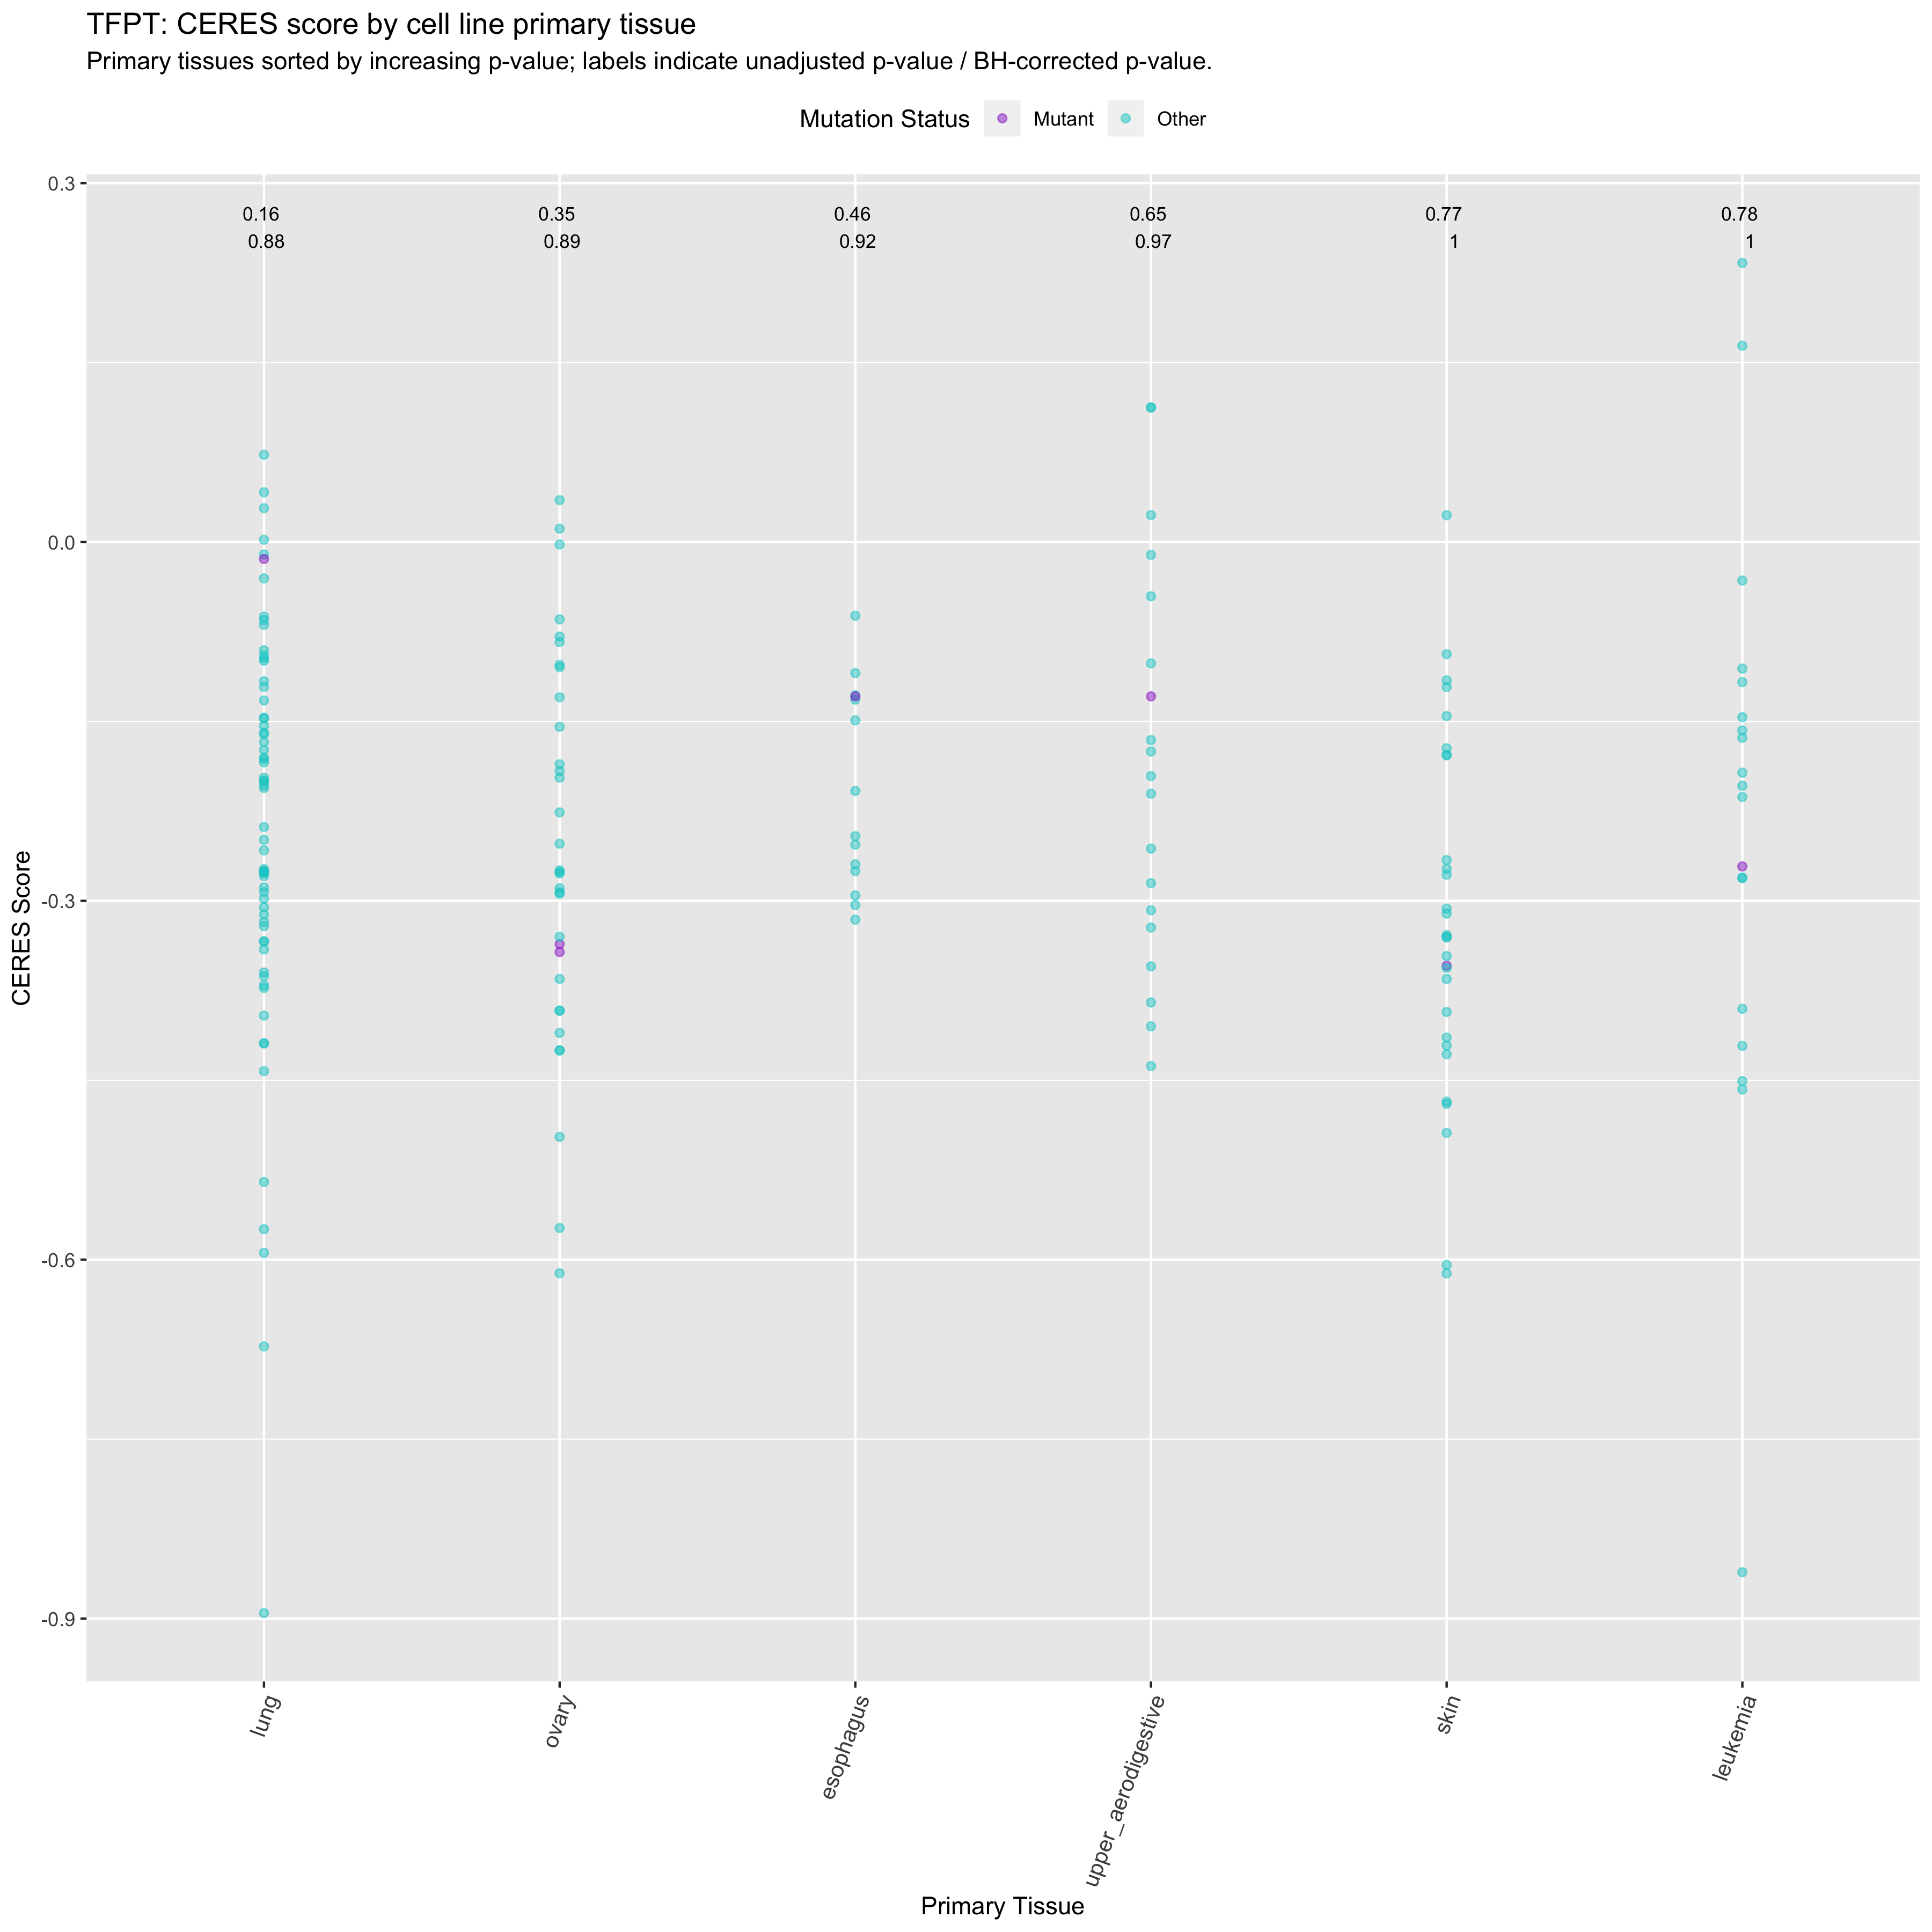 TFPT: CERES score by cell line primary tissue
Primary tissues sorted by increasing p-value; labels indicate unadjusted p-value / BH-corrected p-value.
Mutation Status Mutant Other
0.3
0.16 0.35 0.46 0.65 0.77 0.78
0.88 0.89 0.92 0.97 1 1
0.0
-0.3
-0.6
-0.9
CERES Score
lung
ovary
esophagus
upper_aerodigestive
skin
leukemia
Primary Tissue